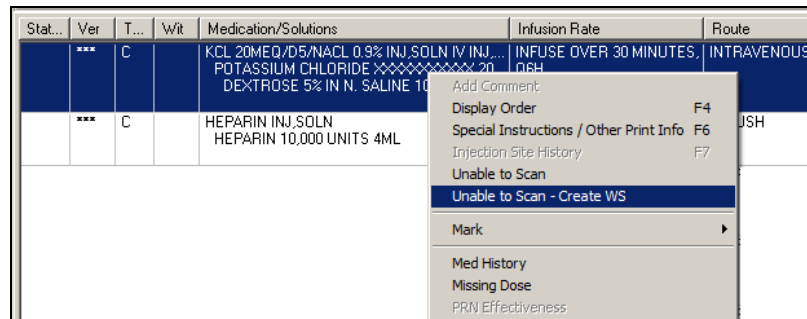 Stat... Ver T... Wit Medication/Solutions Infusion Rate Route
*** C KCL 20MEQ/D5/NACL 0.9% INJ,SOLN IV INJ,... INFUSE OVER 30 MINUTES, INTRAVENOUS
POTASSIUM CHLORIDE XXXXXXXXXXX 20 Q6H
DEXTROSE 5% IN N. SALINE 10
*** C HEPARIN INJ,SOLN
HEPARIN 10,000 UNITS 4ML
USH
Add Comment
Display Order F4
Special Instructions / Other Print Info F6
Injection Site History F7
Unable to Scan
Unable to Scan - Create WS
Mark
Med History
Missing Dose
PRN Effectiveness